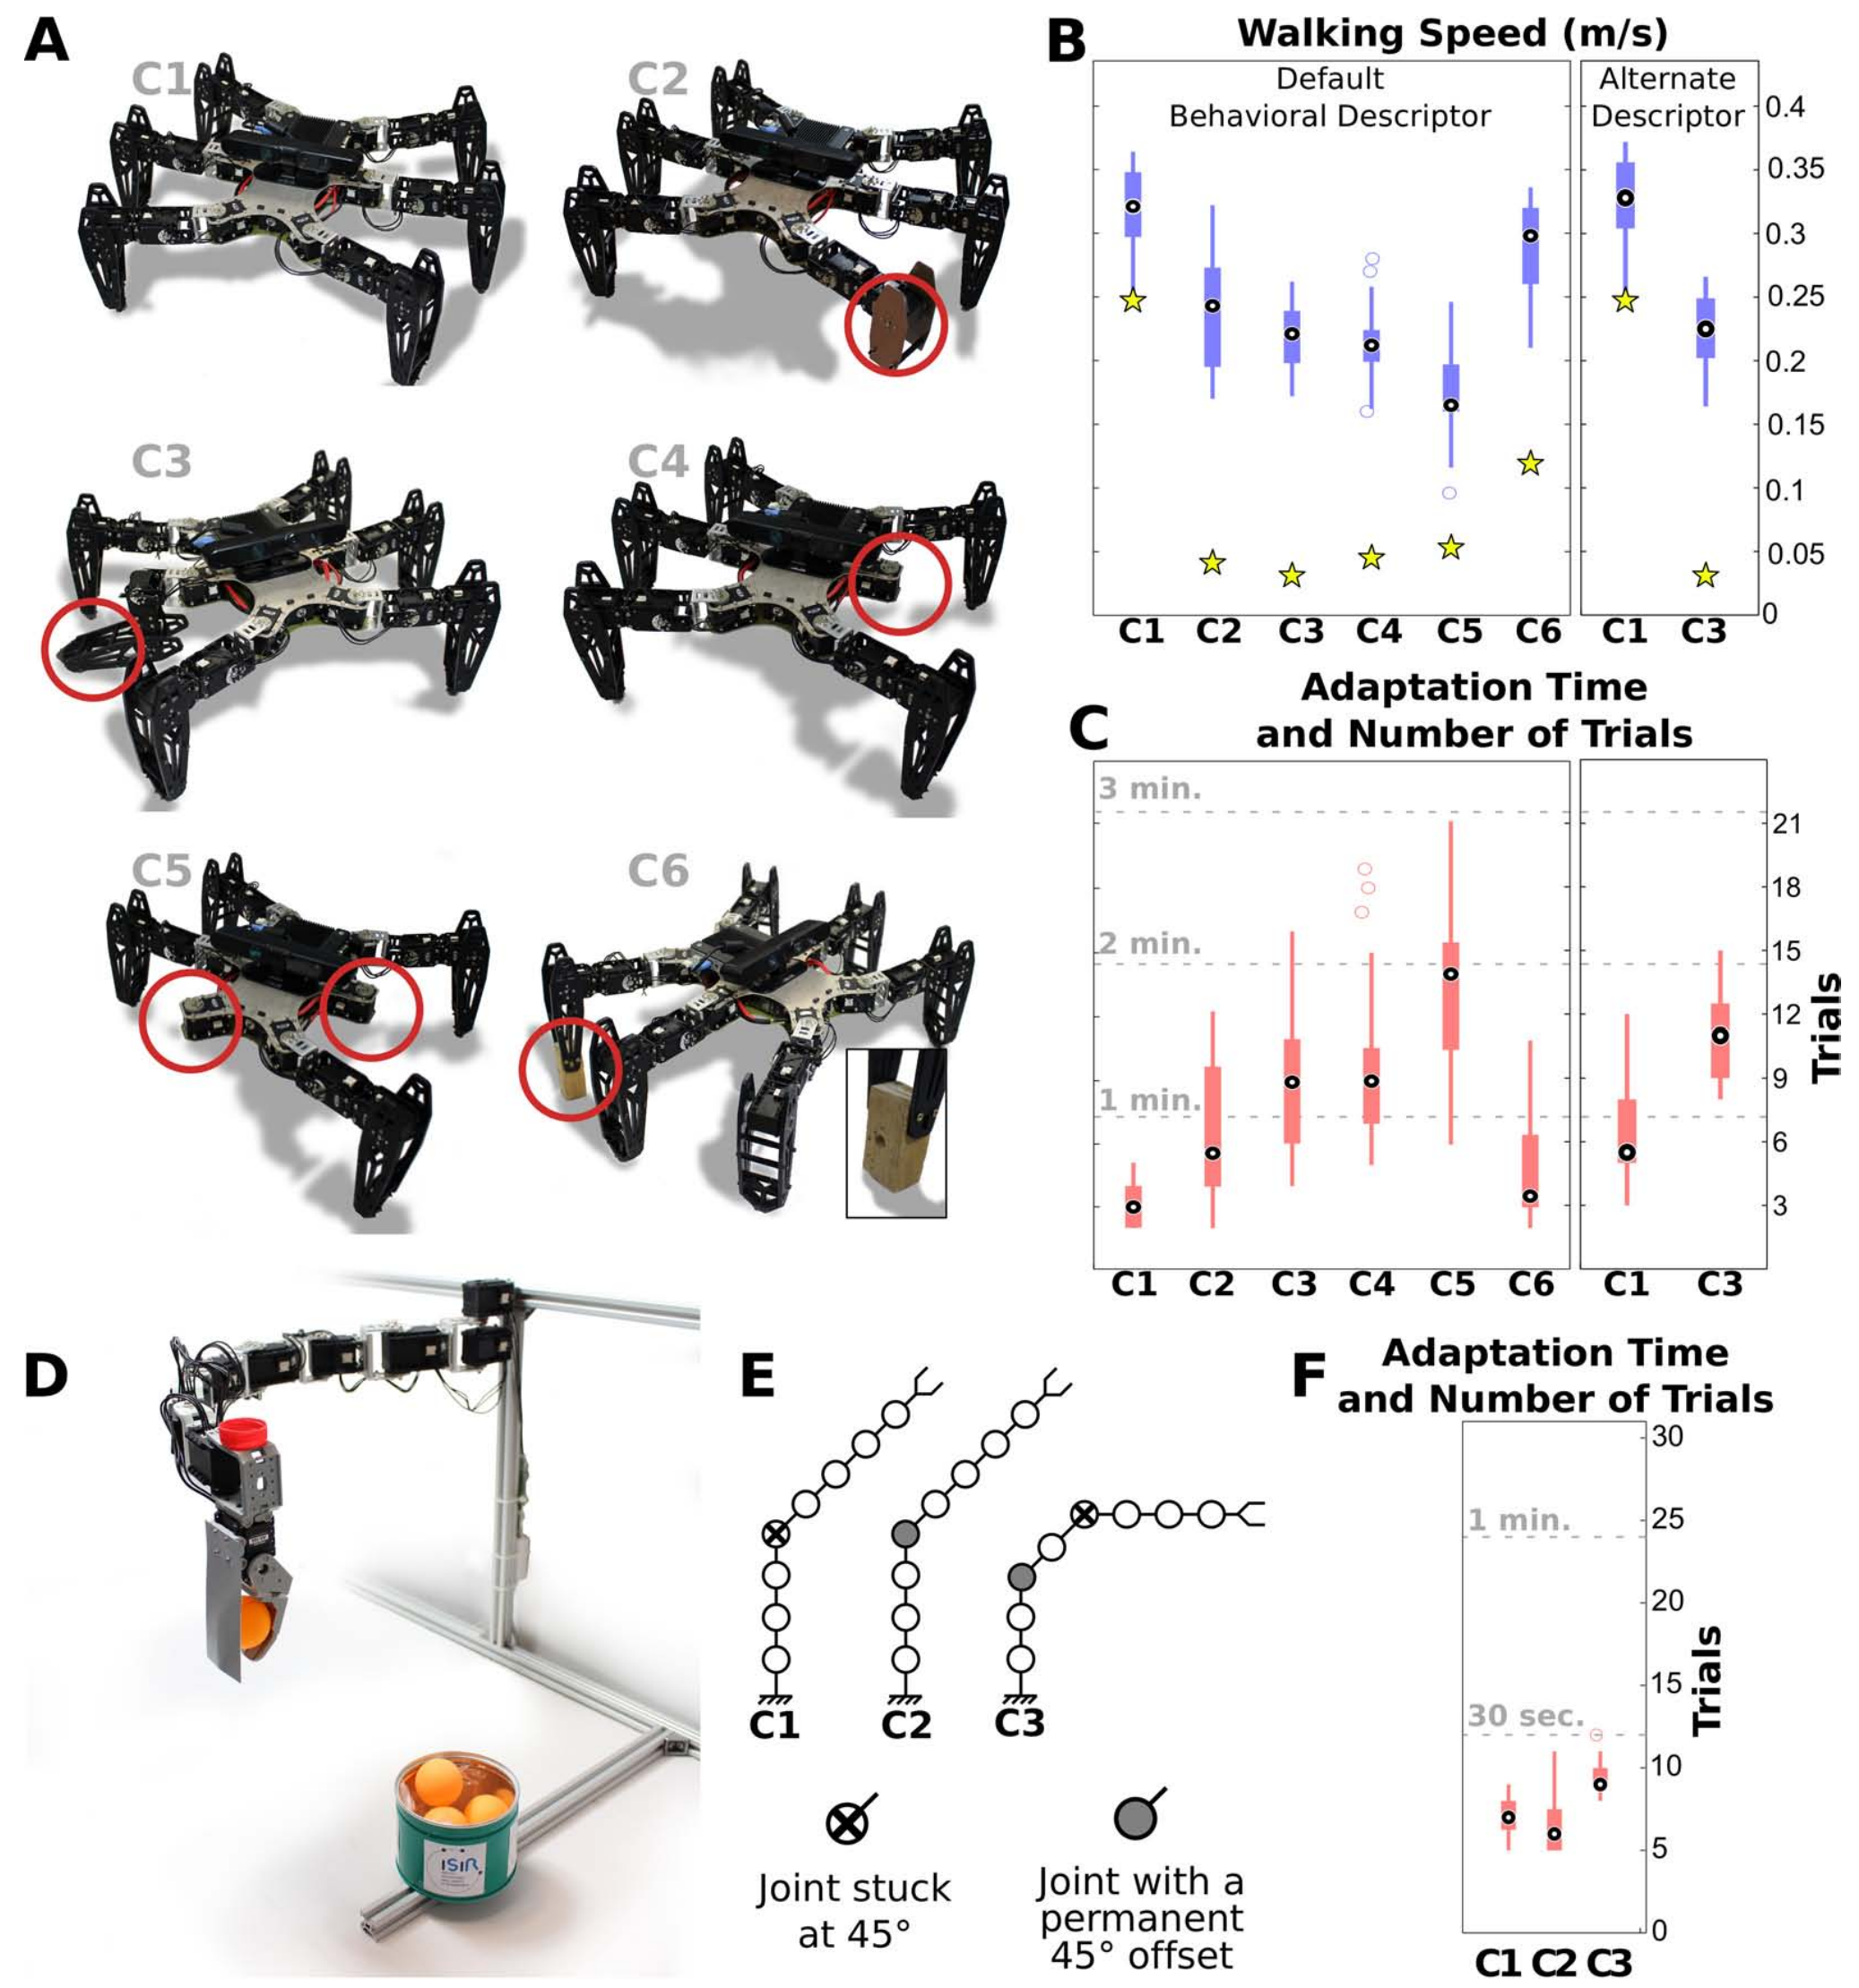 A
C1
C2
C3
C4
C5
C6
B
Walking Speed (m/s)
Default
Behavioral Descriptor
Alternate
Descriptor
0.4
0.35
0.3
0.25
0.2
0.15
0.1
0.05
0
C1 C2 C3 C4 C5 C6 C1 C3
C
Adaptation Time
and Number of Trials
3 min.
2 min.
1 min.
21
18
15
12
9
6
3
Trials
C1 C2 C3 C4 C5 C6 C1 C3
D
ISIR
E
C1 C2 C3
Joint stuck
at 45°
Joint with a
permanent
45° offset
F
Adaptation Time
and Number of Trials
1 min.
30 sec.
30
25
20
15
10
5
0
Trials
C1 C2 C3